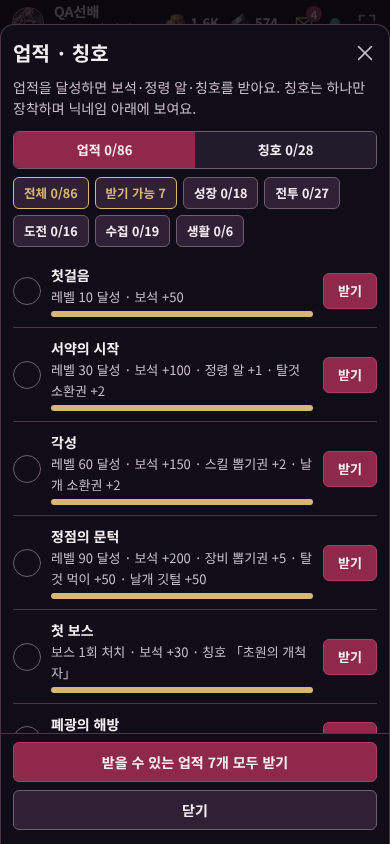 QA선배
1.6K
574
4
업적 · 칭호
업적을 달성하면 보석·정령 알·칭호를 받아요. 칭호는 하나만
장착하며 닉네임 아래에 보여요.
업적 0/86
칭호 0/28
전체 0/86
받기 가능 7
성장 0/18
전투 0/27
도전 0/16
수집 0/19
생활 0/6
첫걸음
레벨 10 달성 · 보석 +50
받기
서약의 시작
레벨 30 달성 · 보석 +100 · 정령 알 +1 · 탈것
소환권 +2
받기
각성
레벨 60 달성 · 보석 +150 · 스킬 뽑기권 +2 · 날
개 소환권 +2
받기
정점의 문턱
레벨 90 달성 · 보석 +200 · 장비 뽑기권 +5 · 탈
것 먹이 +50 · 날개 깃털 +50
받기
첫 보스
보스 1회 처치 · 보석 +30 · 칭호 「초원의 개척
자」
받기
폐광의 해방
받을 수 있는 업적 7개 모두 받기
닫기